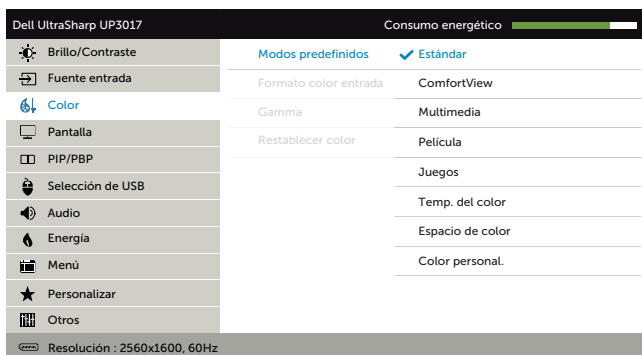 Dell UltraSharp UP3017 Consumo energético
Brillo/Contraste Modos predefinidos Estándar
Fuente entrada Formato color entrada ComfortView
Color Gamma Multimedia
Pantalla Restablecer color Película
PIP/PBP Juegos
Selección de USB Temp. del color
Audio Espacio de color
Energía Color personal.
Menú
Personalizar
Otros
Resolución : 2560x1600, 60Hz